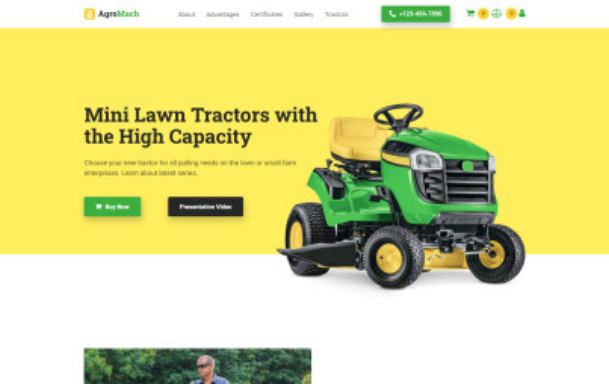 AgroMach
About Advantages Certificates Gallery Tractors
+123-456-7890
Mini Lawn Tractors with
the High Capacity
Choose your new tractor for all pulling needs on the lawn or small farm
enterprises. Learn about latest series.
Buy Now
Presentation Video